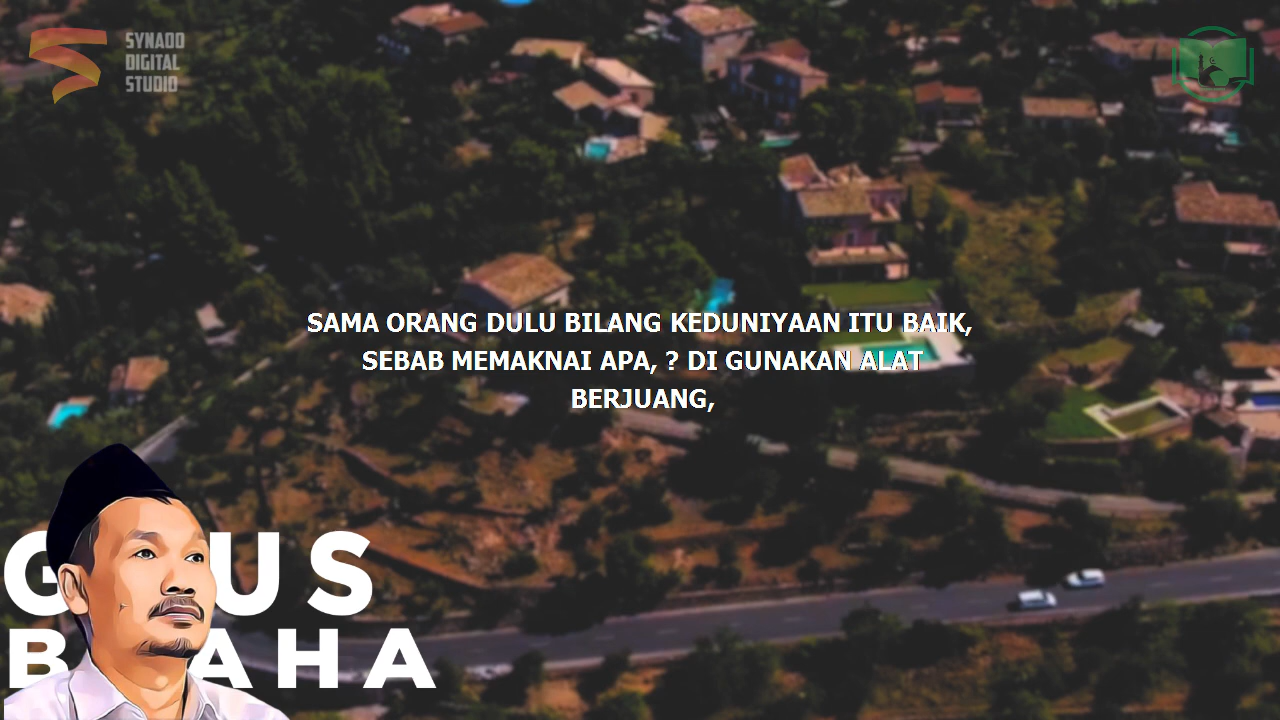 SYNADO
DIGITAL
STUDIO
SAMA ORANG DULU BILANG KEDUNIYAAN ITU BAIK,
SEBAB MEMAKNAI APA, ? DI GUNAKAN ALAT
BERJUANG,
GUS
BAHA